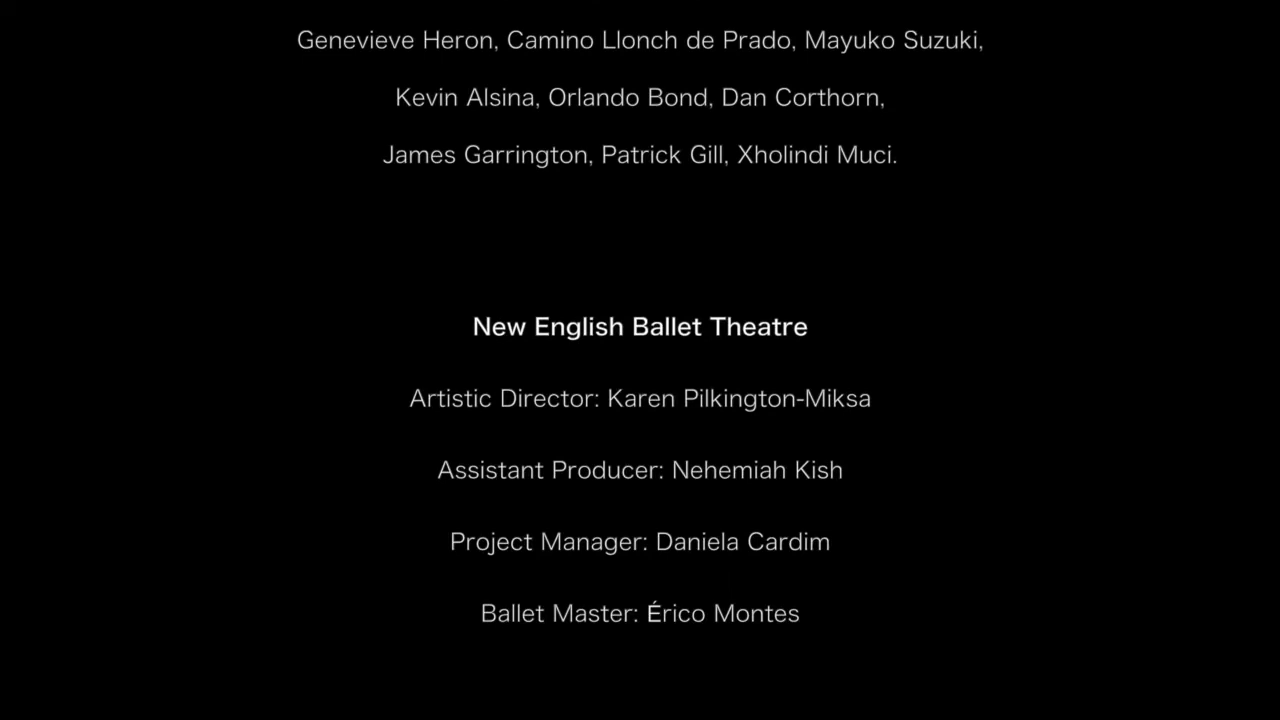 Genevieve Heron, Camino Llonch de Prado, Mayuko Suzuki,
Kevin Alsina, Orlando Bond, Dan Corthorn,
James Garrington, Patrick Gill, Xholindi Muci.
New English Ballet Theatre
Artistic Director: Karen Pilkington-Miksa
Assistant Producer: Nehemiah Kish
Project Manager: Daniela Cardim
Ballet Master: Érico Montes